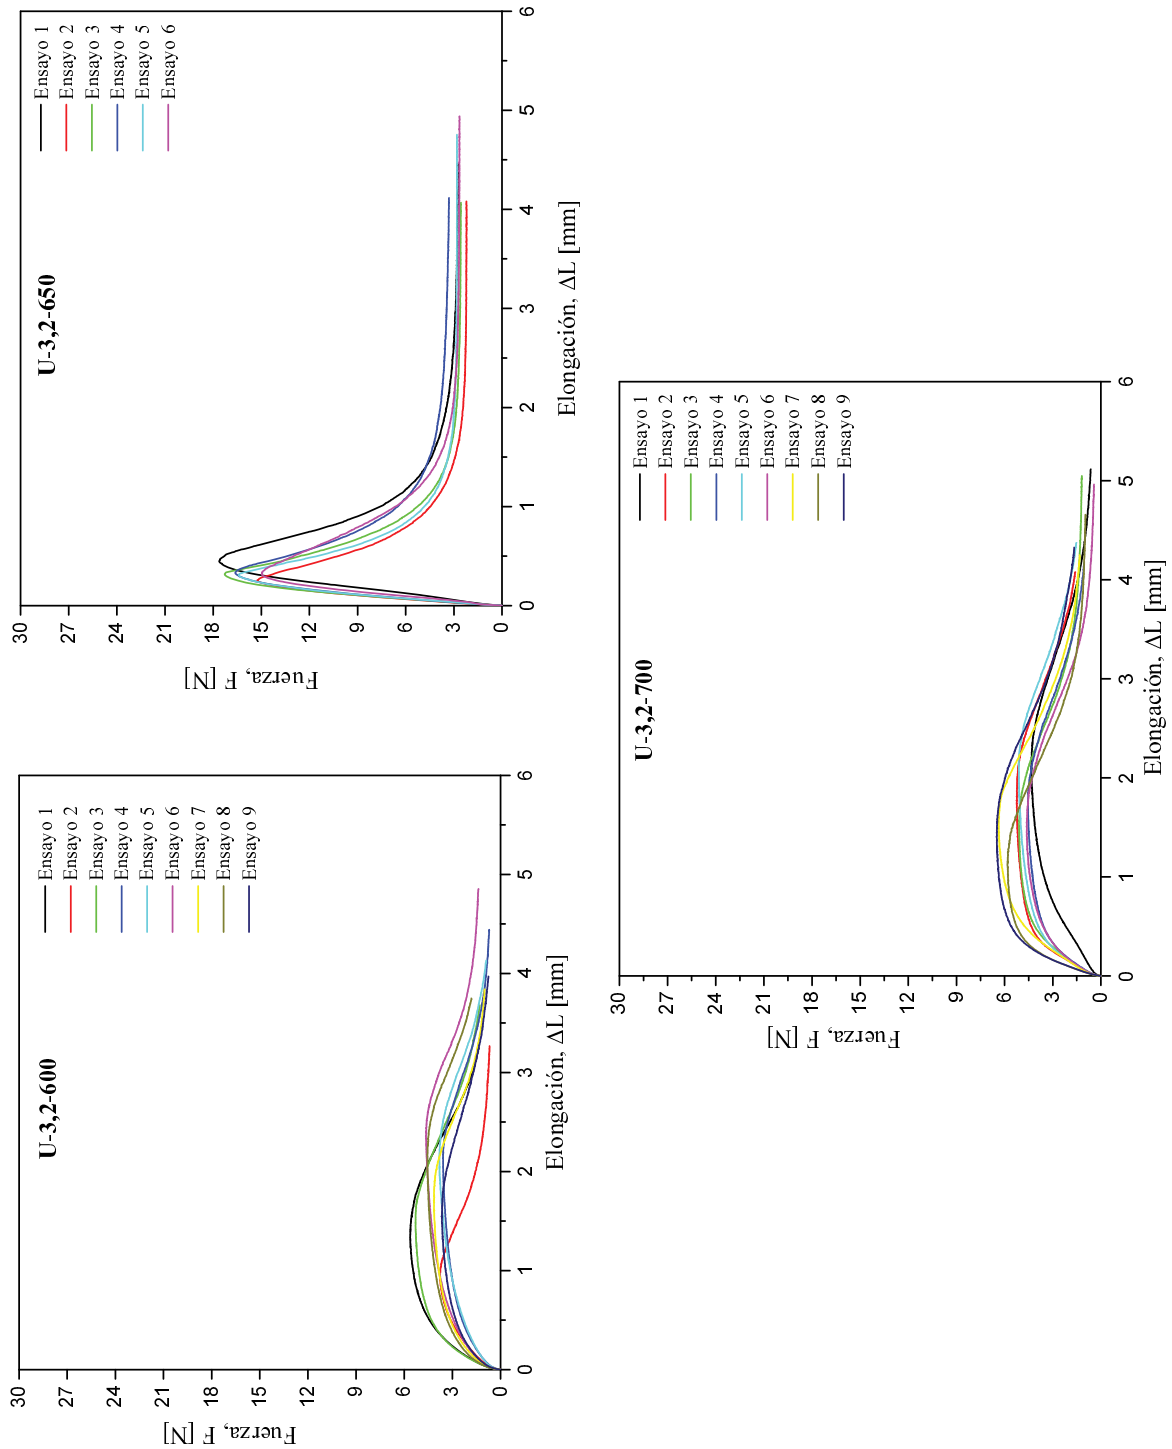 U-3,2-600
Ensayo 1
Ensayo 2
Ensayo 3
Ensayo 4
Ensayo 5
Ensayo 6
Ensayo 7
Ensayo 8
Ensayo 9
Fuerza, F [N]
30
27
24
21
18
15
12
9
6
3
0
0 1 2 3 4 5 6
Elongación, ΔL [mm]
U-3,2-650
Ensayo 1
Ensayo 2
Ensayo 3
Ensayo 4
Ensayo 5
Ensayo 6
Fuerza, F [N]
30
27
24
21
18
15
12
9
6
3
0
0 1 2 3 4 5 6
Elongación, ΔL [mm]
U-3,2-700
Ensayo 1
Ensayo 2
Ensayo 3
Ensayo 4
Ensayo 5
Ensayo 6
Ensayo 7
Ensayo 8
Ensayo 9
Fuerza, F [N]
30
27
24
21
18
15
12
9
6
3
0
0 1 2 3 4 5 6
Elongación, ΔL [mm]